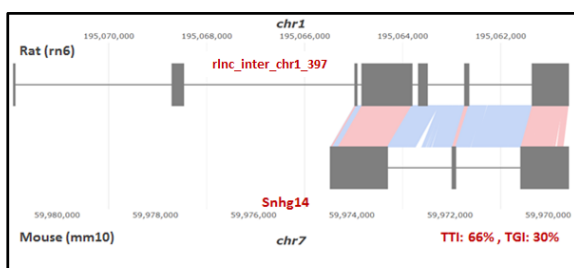 chr1
195,070,000 195,068,000 195,066,000 195,064,000 195,062,000
Rat (rn6)
rlnc_inter_chr1_397
Snhg14
59,980,000 59,978,000 59,976,000 59,974,000 59,972,000 59,970,000
Mouse (mm10) chr7 TTI: 66% , TGI: 30%